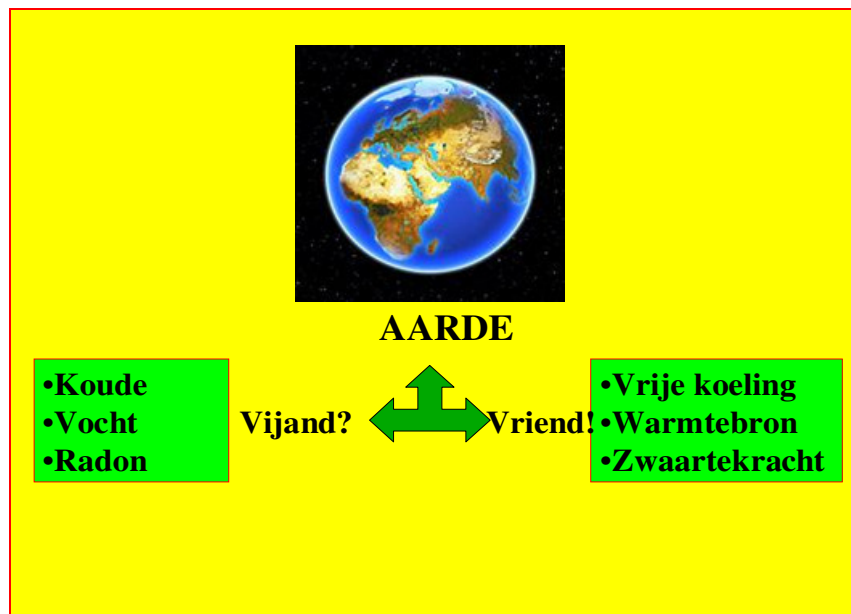 AARDE
•Koude
•Vocht
•Radon
Vijand?
Vriend!
•Vrije koeling
•Warmtebron
•Zwaartekracht